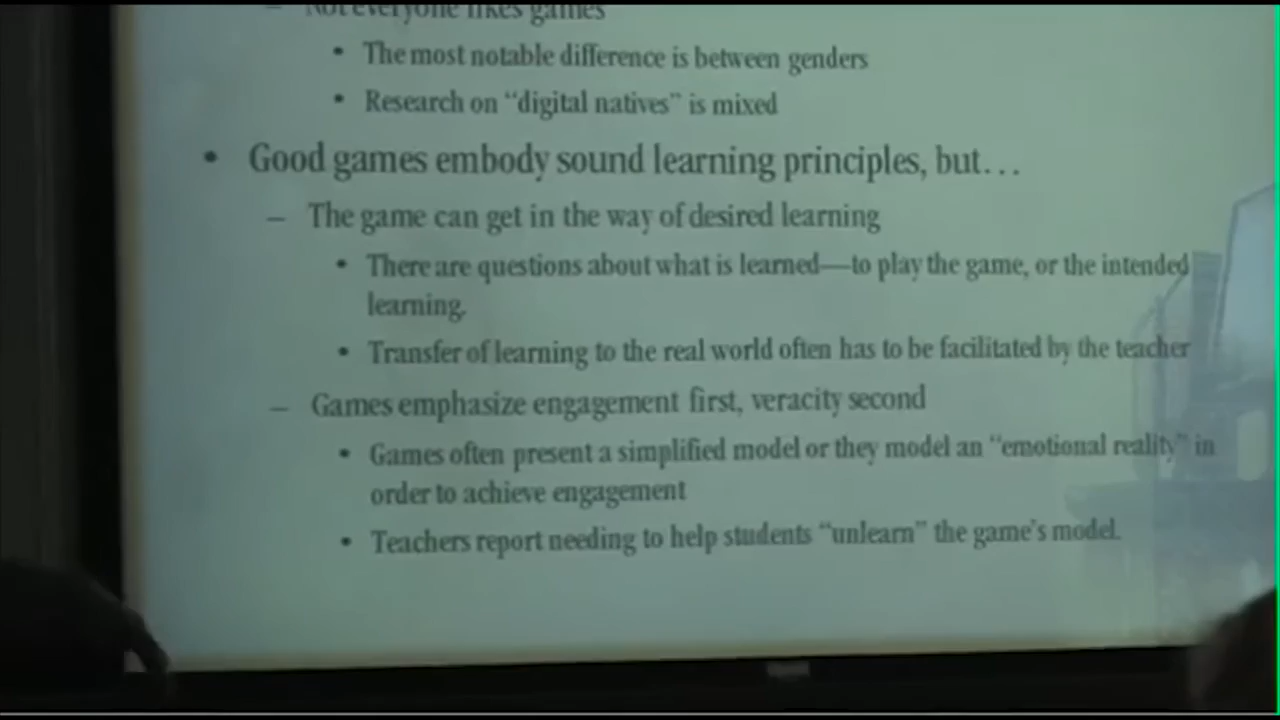 – Not everyone likes games
• The most notable difference is between genders
• Research on “digital natives” is mixed
• Good games embody sound learning principles, but…
– The game can get in the way of desired learning
• There are questions about what is learned—to play the game, or the intended
learning.
• Transfer of learning to the real world often has to be facilitated by the teacher
– Games emphasize engagement first, veracity second
• Games often present a simplified model or they model an “emotional reality” in
order to achieve engagement
• Teachers report needing to help students “unlearn” the game’s model.